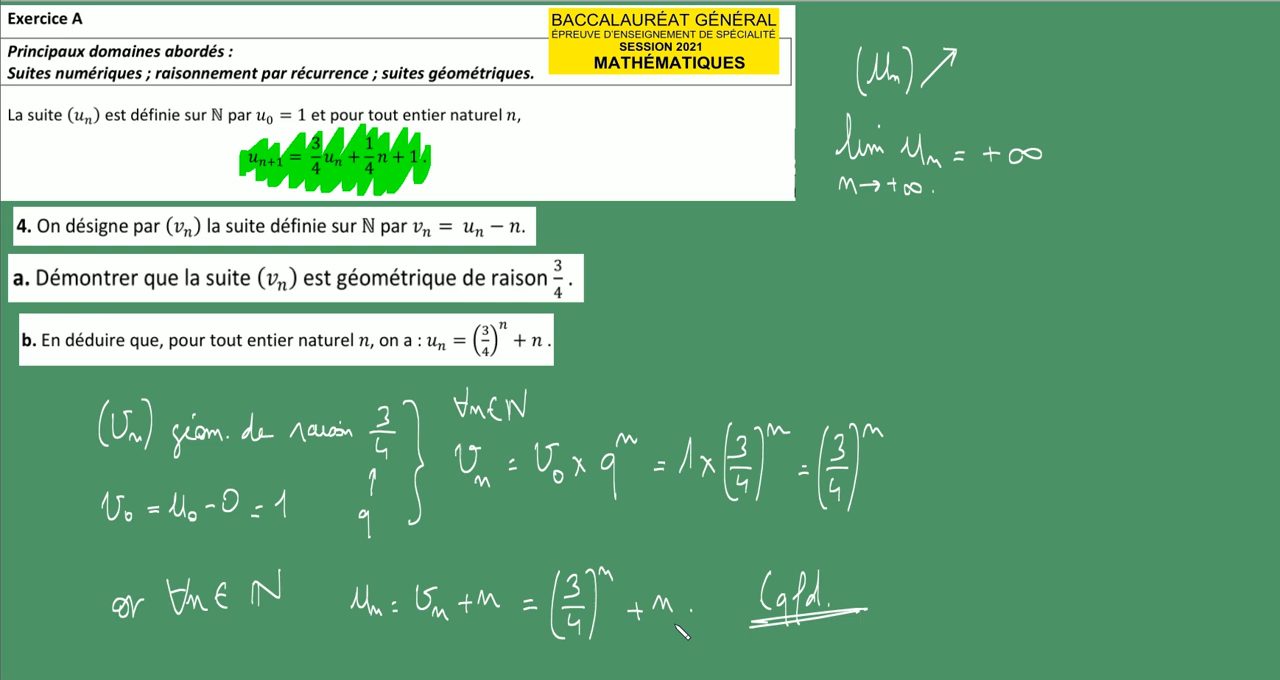 Exercice A
BACCALAURÉAT GÉNÉRAL
ÉPREUVE D'ENSEIGNEMENT DE SPÉCIALITÉ
SESSION 2021
MATHÉMATIQUES
Principaux domaines abordés :
Suites numériques ; raisonnement par récurrence ; suites géométriques.
La suite (uₙ) est définie sur ℕ par u₀ = 1 et pour tout entier naturel n,
uₙ₊₁ = 3/4 uₙ + 1/4 n + 1.
(uₙ) ↗
lim uₙ = +∞
n→+∞.
4. On désigne par (vₙ) la suite définie sur ℕ par vₙ = uₙ − n.
a. Démontrer que la suite (vₙ) est géométrique de raison 3/4.
b. En déduire que, pour tout entier naturel n, on a : uₙ = (3/4)ⁿ + n.
(vₙ) géom. de raison 3/4
↑
q
v₀ = u₀ - 0 = 1
∀n∈ℕ
vₙ = v₀ × qⁿ = 1×(3/4)ⁿ = (3/4)ⁿ
or ∀n∈ ℕ uₙ = vₙ + n = (3/4)ⁿ + n. Cqfd.